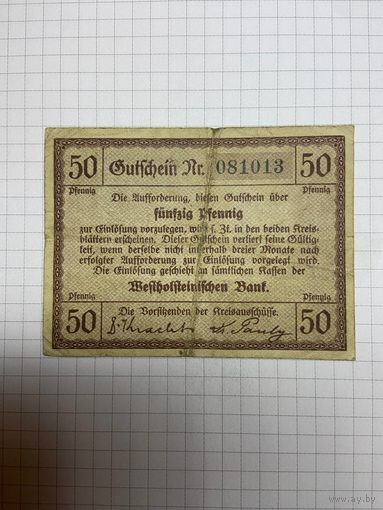 50 Gutschein Nr. 081013 50
Pfennig Pfennig
Die Aufforderung, diesen Gutschein über
fünfzig Pfennig
zur Einlösung vorzulegen, wird s. Zt. in den beiden Kreis-
blättern erscheinen. Dieser Gutschein verliert seine Gültig-
keit, wenn derselbe nicht innerhalb dreier Monate nach
erfolgter Aufforderung zur Einlösung vorgelegt wird.
Die Einlösung geschieht an sämtlichen Kassen der
Westholsteinischen Bank.
Pfennig Pfennig
50 Die Vorsitzenden der Kreisausschüsse. 50
Pauly
www.ay.by